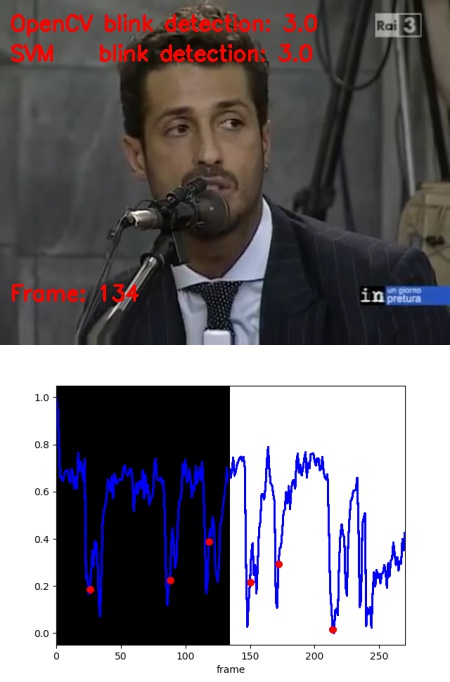 OpenCV blink detection: 3.0
Rai 3
SVM blink detection: 3.0
Frame: 134
in un giorno
pretura
1.0
0.8
0.6
0.4
0.2
0.0
0 50 100 150 200 250
frame